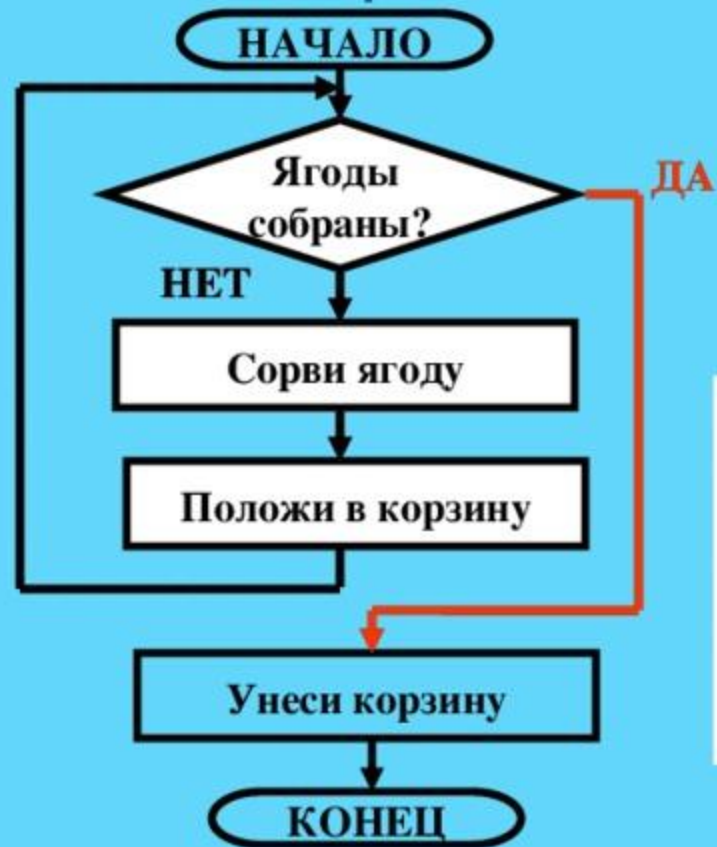 НАЧАЛО
Ягоды
собраны?
ДА
НЕТ
Сорви ягоду
Положи в корзину
Унеси корзину
КОНЕЦ